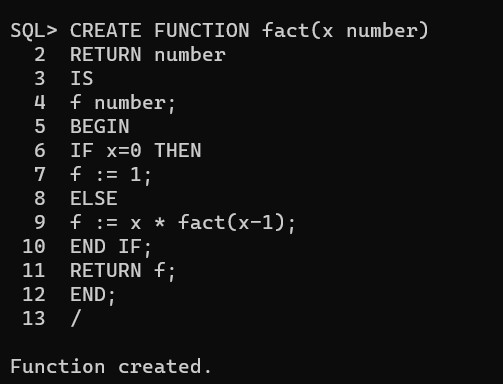 SQL> CREATE FUNCTION fact(x number)
  2  RETURN number
  3  IS
  4  f number;
  5  BEGIN
  6  IF x=0 THEN
  7  f := 1;
  8  ELSE
  9  f := x * fact(x-1);
 10  END IF;
 11  RETURN f;
 12  END;
 13  /
Function created.